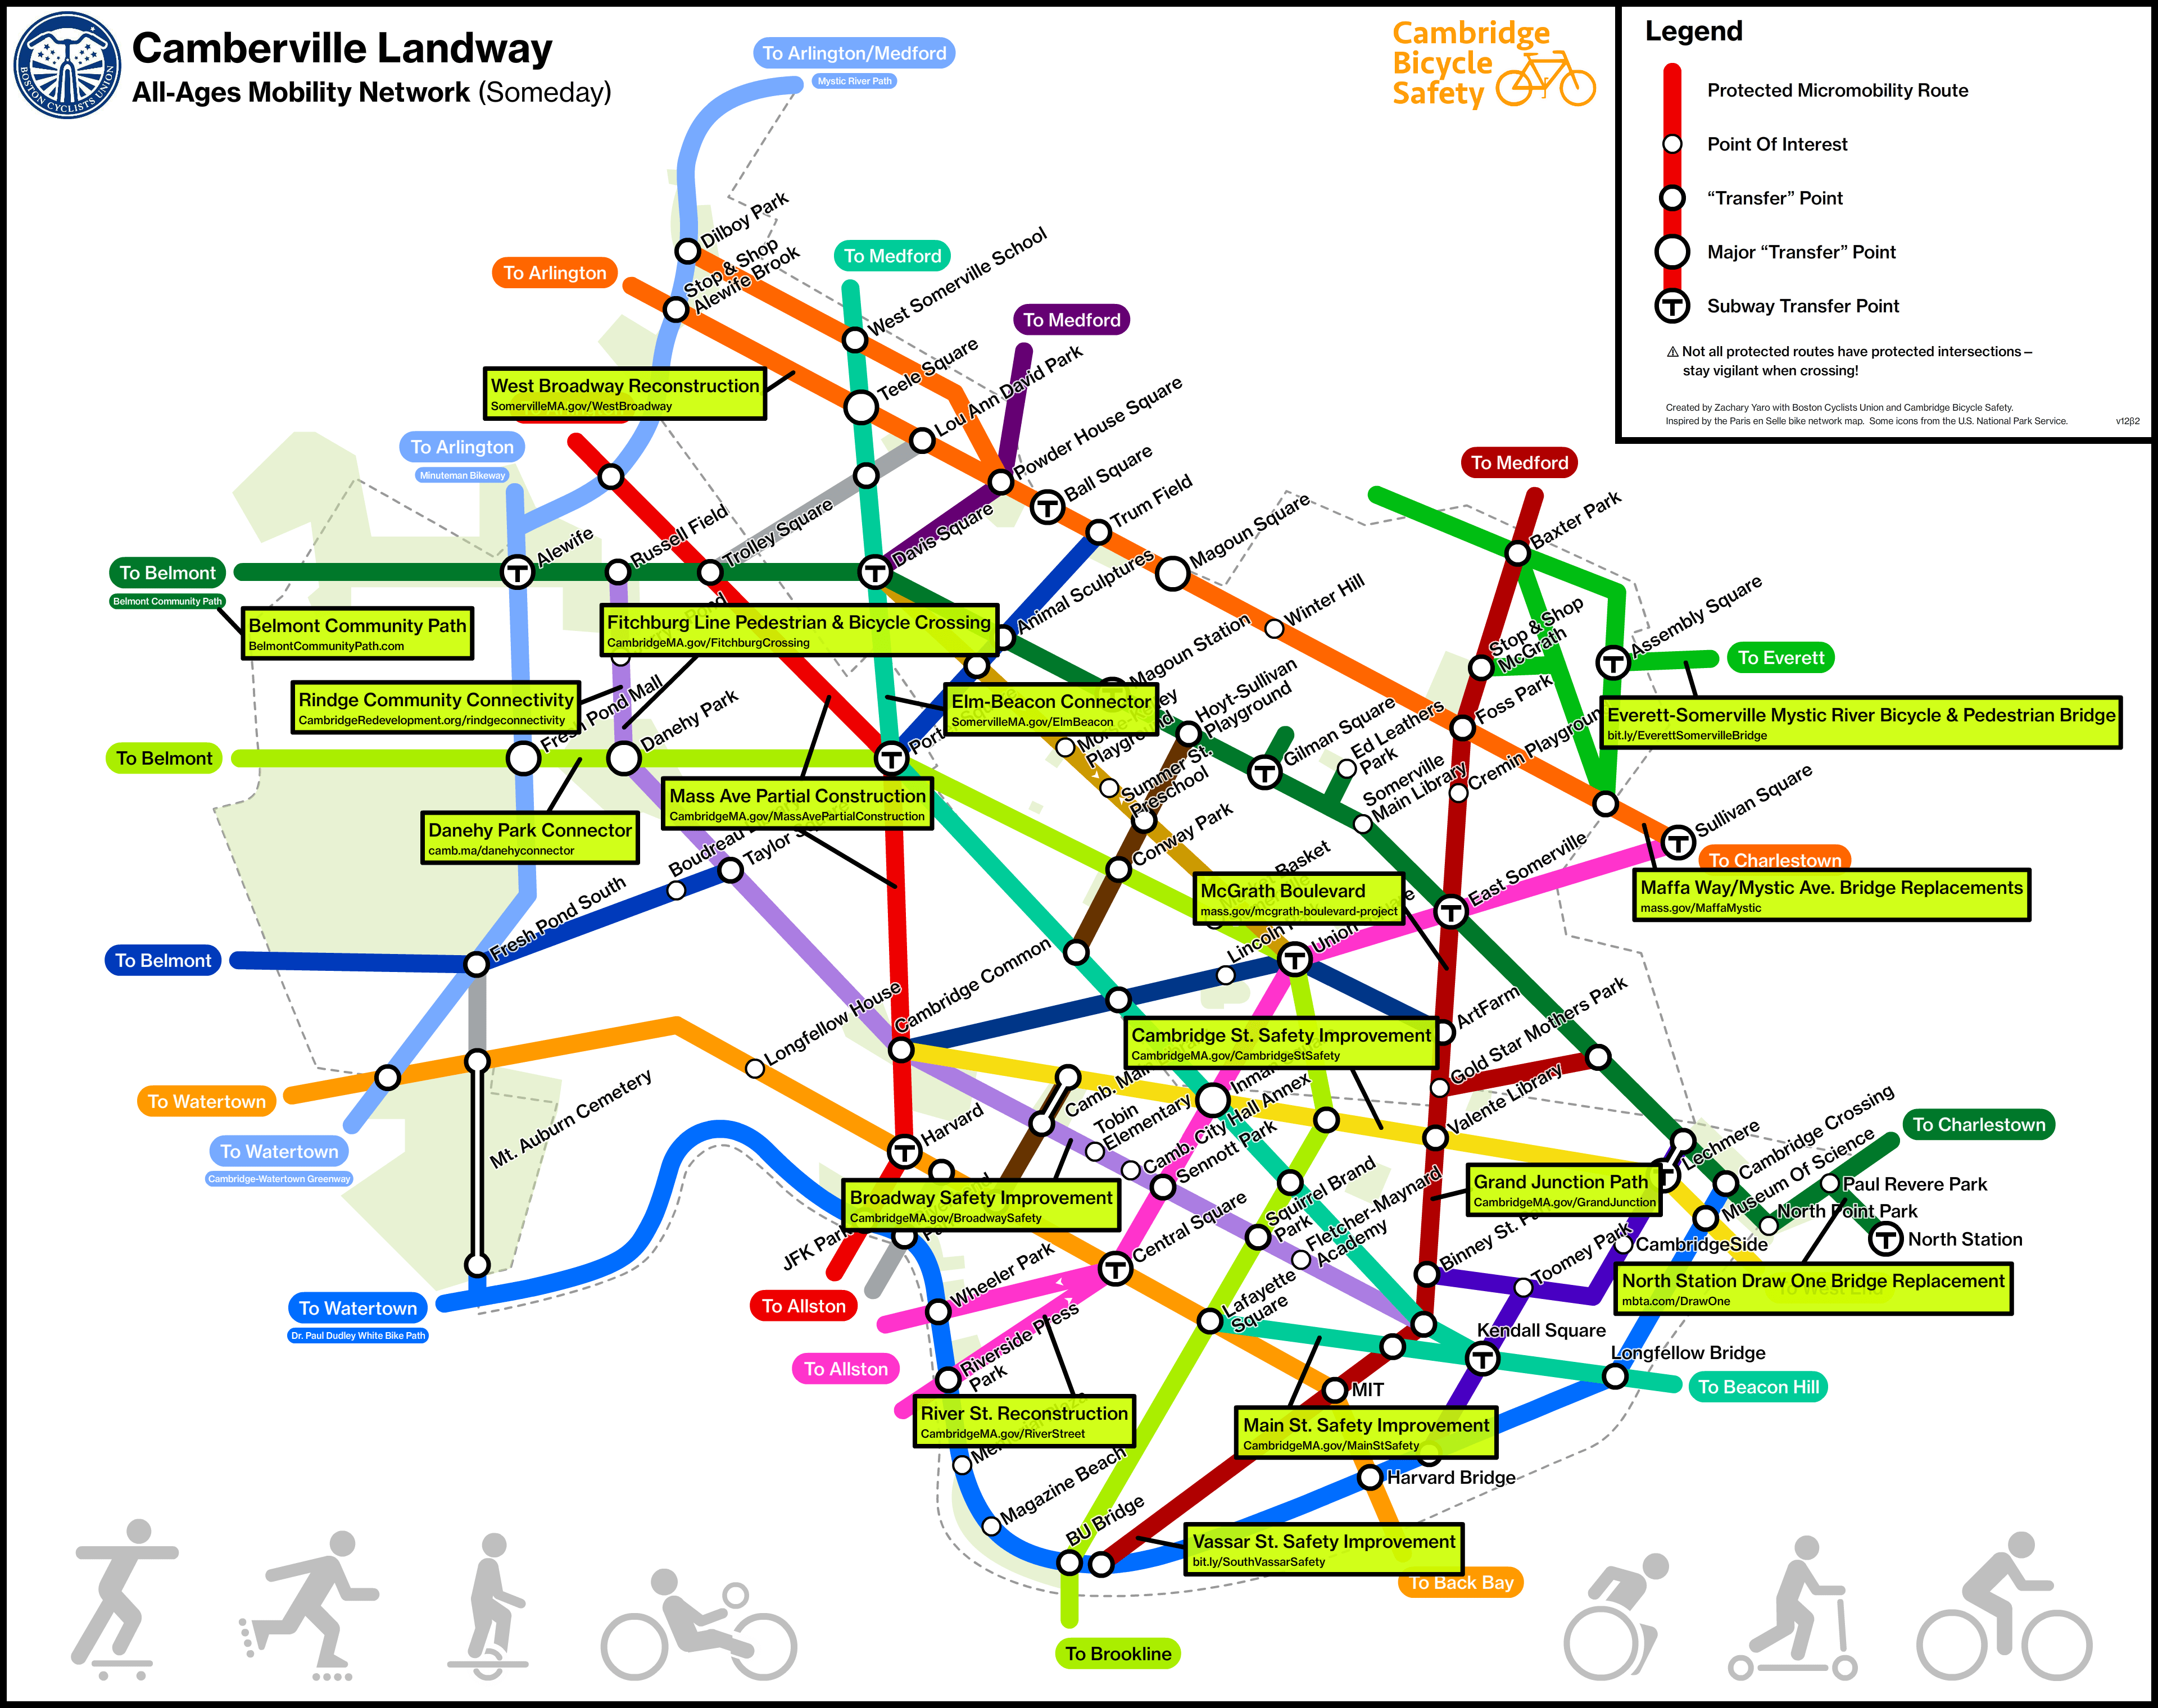 BOSTON CYCLISTS UNION
Camberville Landway
All-Ages Mobility Network (Someday)
Cambridge
Bicycle
Safety
Legend
Protected Micromobility Route
Point Of Interest
“Transfer” Point
Major “Transfer” Point
T
Subway Transfer Point
⚠ Not all protected routes have protected intersections –
stay vigilant when crossing!
Created by Zachary Yaro with Boston Cyclists Union and Cambridge Bicycle Safety.
Inspired by the Paris en Selle bike network map. Some icons from the U.S. National Park Service.
v12β2
To Arlington/Medford
Mystic River Path
Dilboy Park
To Arlington
Stop & Shop
Alewife Brook
To Medford
West Somerville School
To Medford
Teele Square
Lou Ann David Park
West Broadway Reconstruction
SomervilleMA.gov/WestBroadway
Powder House Square
To Arlington
Minuteman Bikeway
Ball Square
Trum Field
Magoun Square
To Medford
Baxter Park
Alewife
Russell Field
Trolley Square
Davis Square
To Belmont
Belmont Community Path
Belmont Community Path
BelmontCommunityPath.com
Fitchburg Line Pedestrian & Bicycle Crossing
CambridgeMA.gov/FitchburgCrossing
Animal Sculptures
Magoun Station
Winter Hill
Stop & Shop
McGrath
Assembly Square
To Everett
Everett-Somerville Mystic River Bicycle & Pedestrian Bridge
bit.ly/EverettSomervilleBridge
Rindge Community Connectivity
CambridgeRedevelopment.org/rindgeconnectivity
Elm-Beacon Connector
SomervilleMA.gov/ElmBeacon
Hoyt-Sullivan
Playground
Gilman Square
Ed Leathers
Park
Foss Park
To Belmont
Fresh Pond Mall
Danehy Park
Playground
Summer St.
Preschool
Somerville
Main Library
Cremin Playground
Mass Ave Partial Construction
CambridgeMA.gov/MassAvePartialConstruction
Danehy Park Connector
camb.ma/danehyconnector
Taylor
Boudreau
Conway Park
Basket
Sullivan Square
To Charlestown
Maffa Way/Mystic Ave. Bridge Replacements
mass.gov/MaffaMystic
McGrath Boulevard
mass.gov/mcgrath-boulevard-project
East Somerville
To Belmont
Fresh Pond South
Cambridge Common
Lincoln
Union
Longfellow House
ArtFarm
Gold Star Mothers Park
Cambridge St. Safety Improvement
CambridgeMA.gov/CambridgeStSafety
To Watertown
To Watertown
Cambridge-Watertown Greenway
Mt. Auburn Cemetery
Harvard
Camb.
Tobin
Elementary
Camb. City Hall Annex
Sennott Park
Valente Library
Lechmere
Cambridge Crossing
Museum Of Science
To Charlestown
Paul Revere Park
North Point Park
North Station
Grand Junction Path
CambridgeMA.gov/GrandJunction
Broadway Safety Improvement
CambridgeMA.gov/BroadwaySafety
JFK Park
Squirrel Brand
Park
Fletcher-Maynard
Academy
Central Square
Binney St.
Toomey Park
CambridgeSide
North Station Draw One Bridge Replacement
mbta.com/DrawOne
To West End
To Watertown
Dr. Paul Dudley White Bike Path
To Allston
Wheeler Park
Lafayette
Square
Kendall Square
Longfellow Bridge
To Beacon Hill
To Allston
Riverside Press
Park
MIT
River St. Reconstruction
CambridgeMA.gov/RiverStreet
Main St. Safety Improvement
CambridgeMA.gov/MainStSafety
Magazine Beach
Harvard Bridge
BU Bridge
Vassar St. Safety Improvement
bit.ly/SouthVassarSafety
To Back Bay
To Brookline